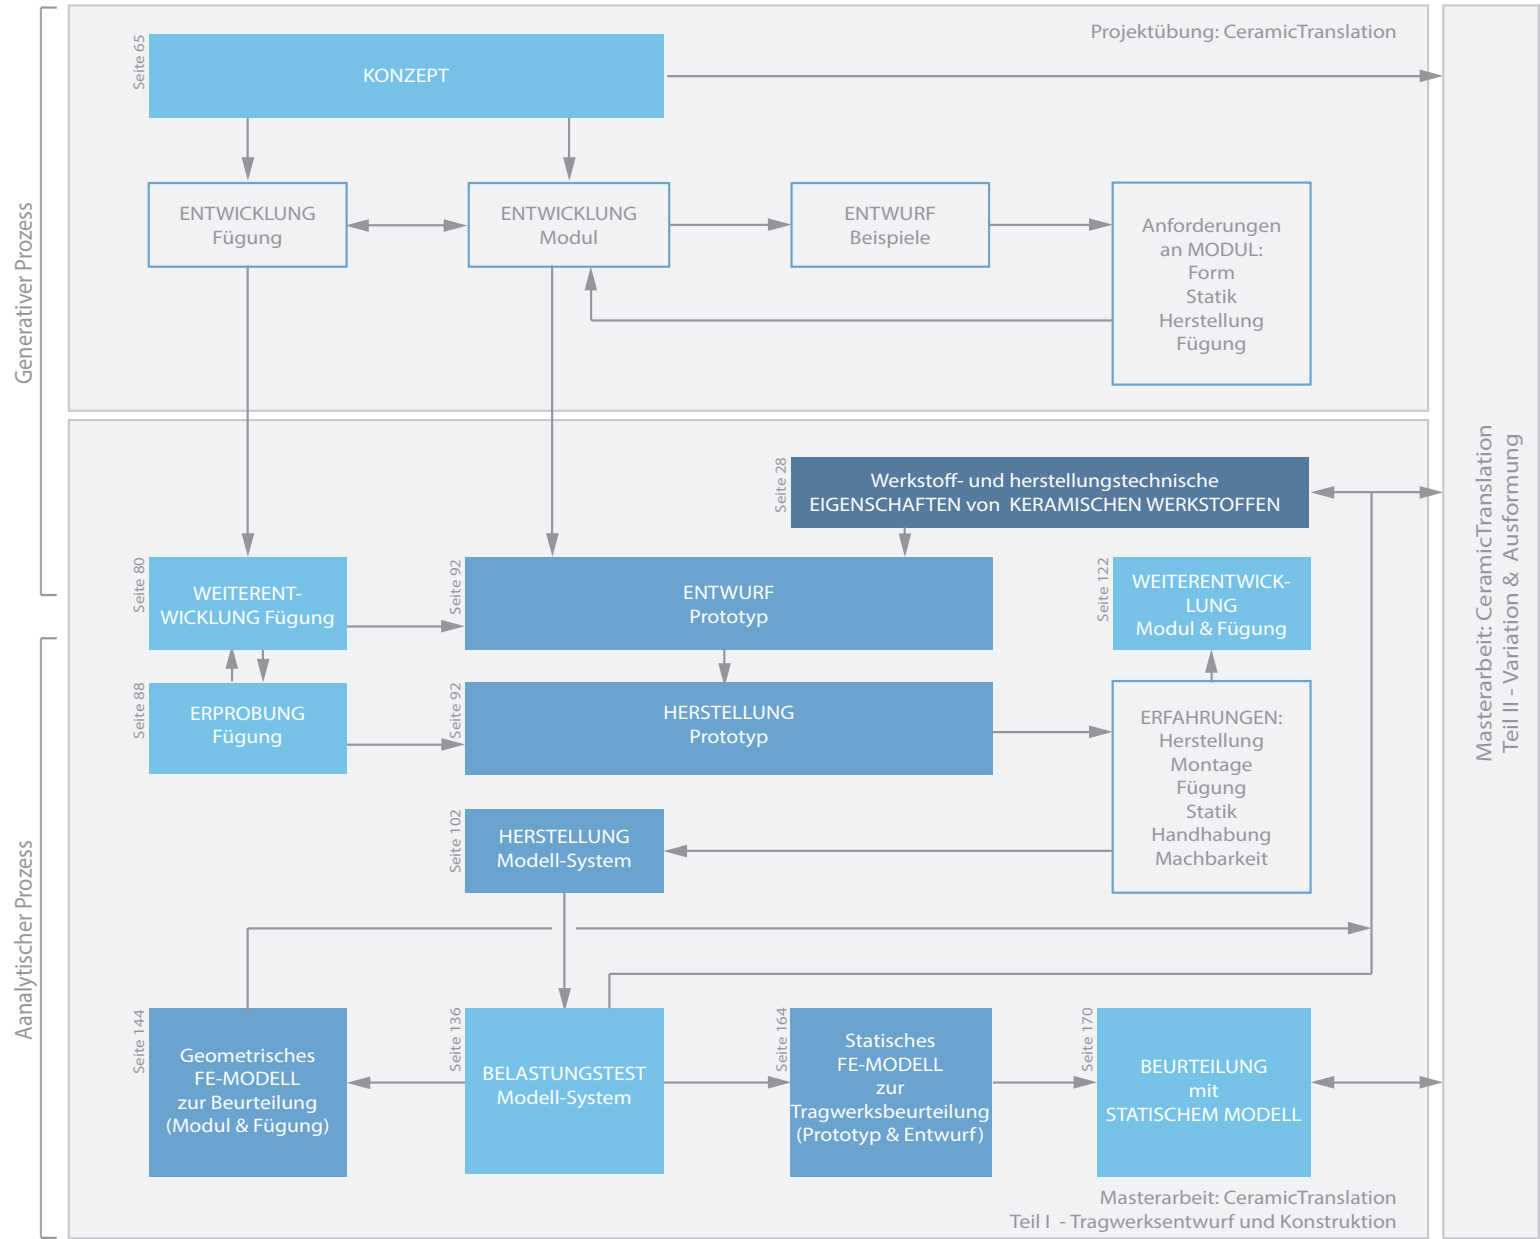 Projektübung: CeramicTranslation
Seite 65
KONZEPT
Generativer Prozess
ENTWICKLUNG
Fügung
ENTWICKLUNG
Modul
ENTWURF
Beispiele
Anforderungen
an MODUL:
Form
Statik
Herstellung
Fügung
Masterarbeit: CeramicTranslation
Teil II - Variation & Ausformung
Seite 28
Werkstoff- und herstellungstechnische
EIGENSCHAFTEN von KERAMISCHEN WERKSTOFFEN
Seite 80
WEITERENT-
WICKLUNG Fügung
Seite 92
ENTWURF
Prototyp
Seite 122
WEITERENTWICK-
LUNG
Modul & Fügung
Aanalytischer Prozess
Seite 88
ERPROBUNG
Fügung
Seite 92
HERSTELLUNG
Prototyp
ERFAHRUNGEN:
Herstellung
Montage
Fügung
Statik
Handhabung
Machbarkeit
Seite 102
HERSTELLUNG
Modell-System
Seite 144
Geometrisches
FE-MODELL
zur Beurteilung
(Modul & Fügung)
Seite 136
BELASTUNGSTEST
Modell-System
Seite 164
Statisches
FE-MODELL
zur
Tragwerksbeurteilung
(Prototyp & Entwurf)
Seite 170
BEURTEILUNG
mit
STATISCHEM MODELL
Masterarbeit: CeramicTranslation
Teil I - Tragwerksentwurf und Konstruktion